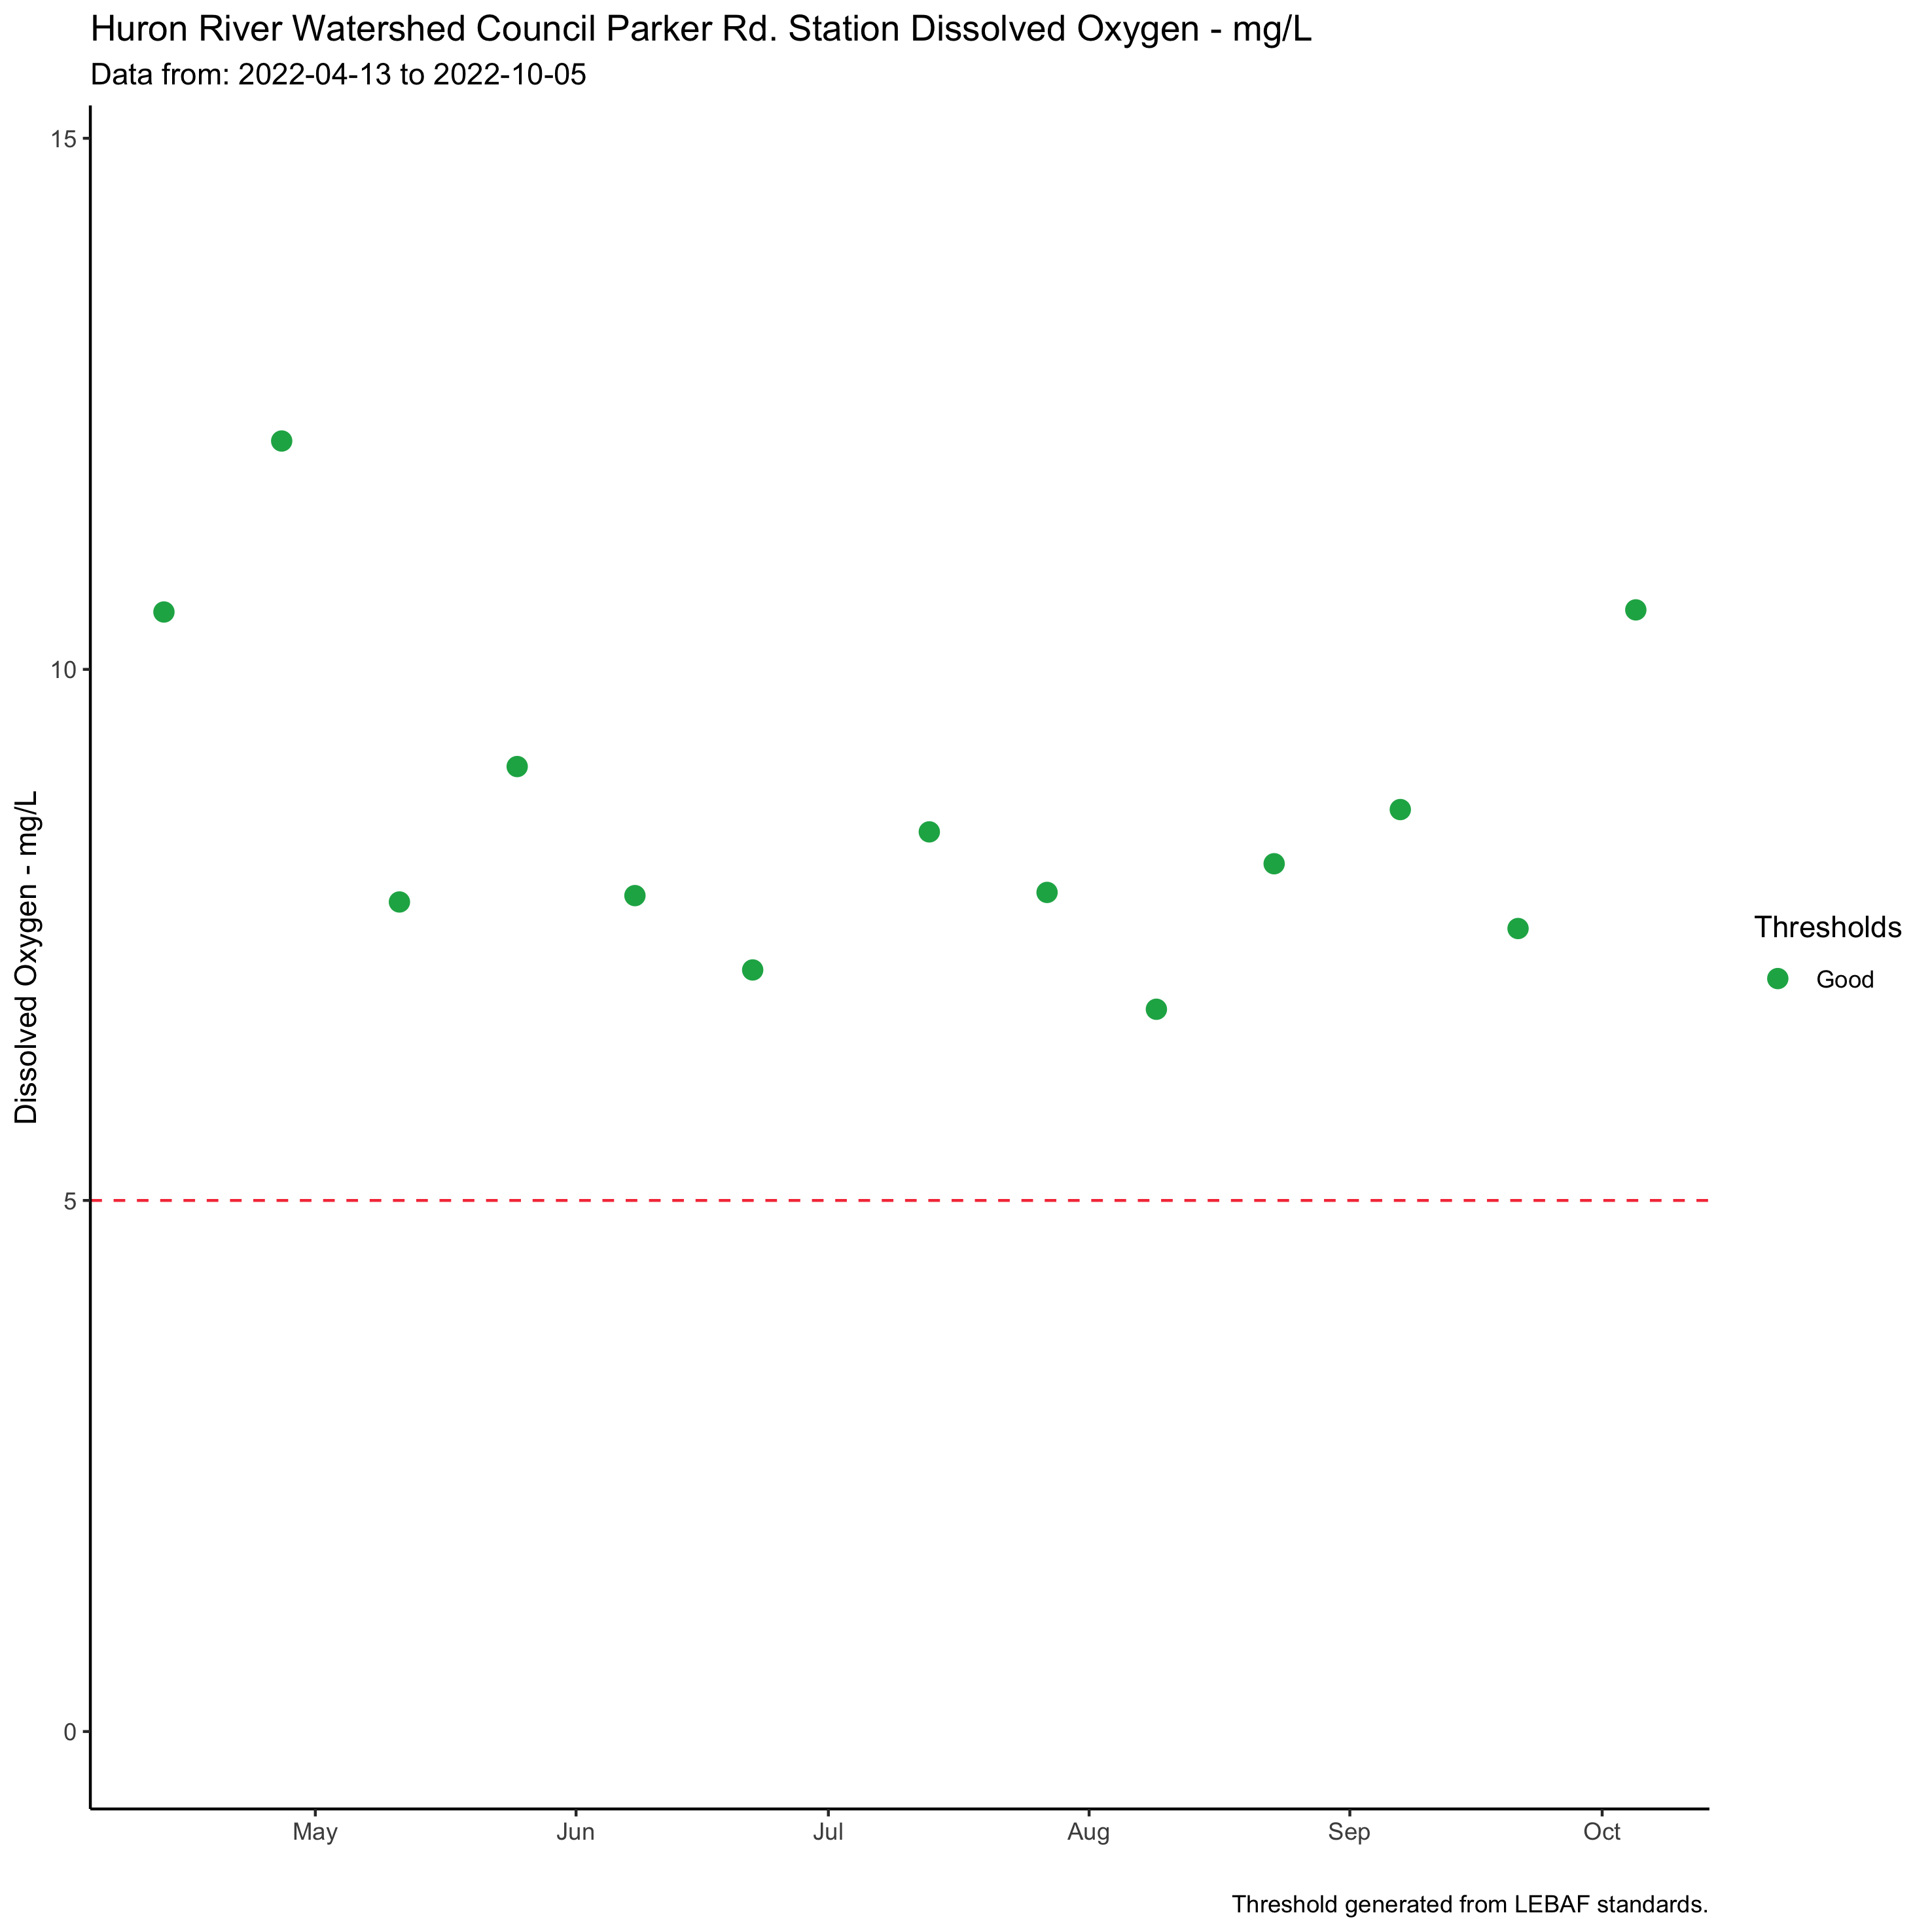 Huron River Watershed Council Parker Rd. Station Dissolved Oxygen - mg/L
Data from: 2022-04-13 to 2022-10-05
15
10
5
0
Dissolved Oxygen - mg/L
May Jun Jul Aug Sep Oct
Thresholds
Good
Threshold generated from LEBAF standards.